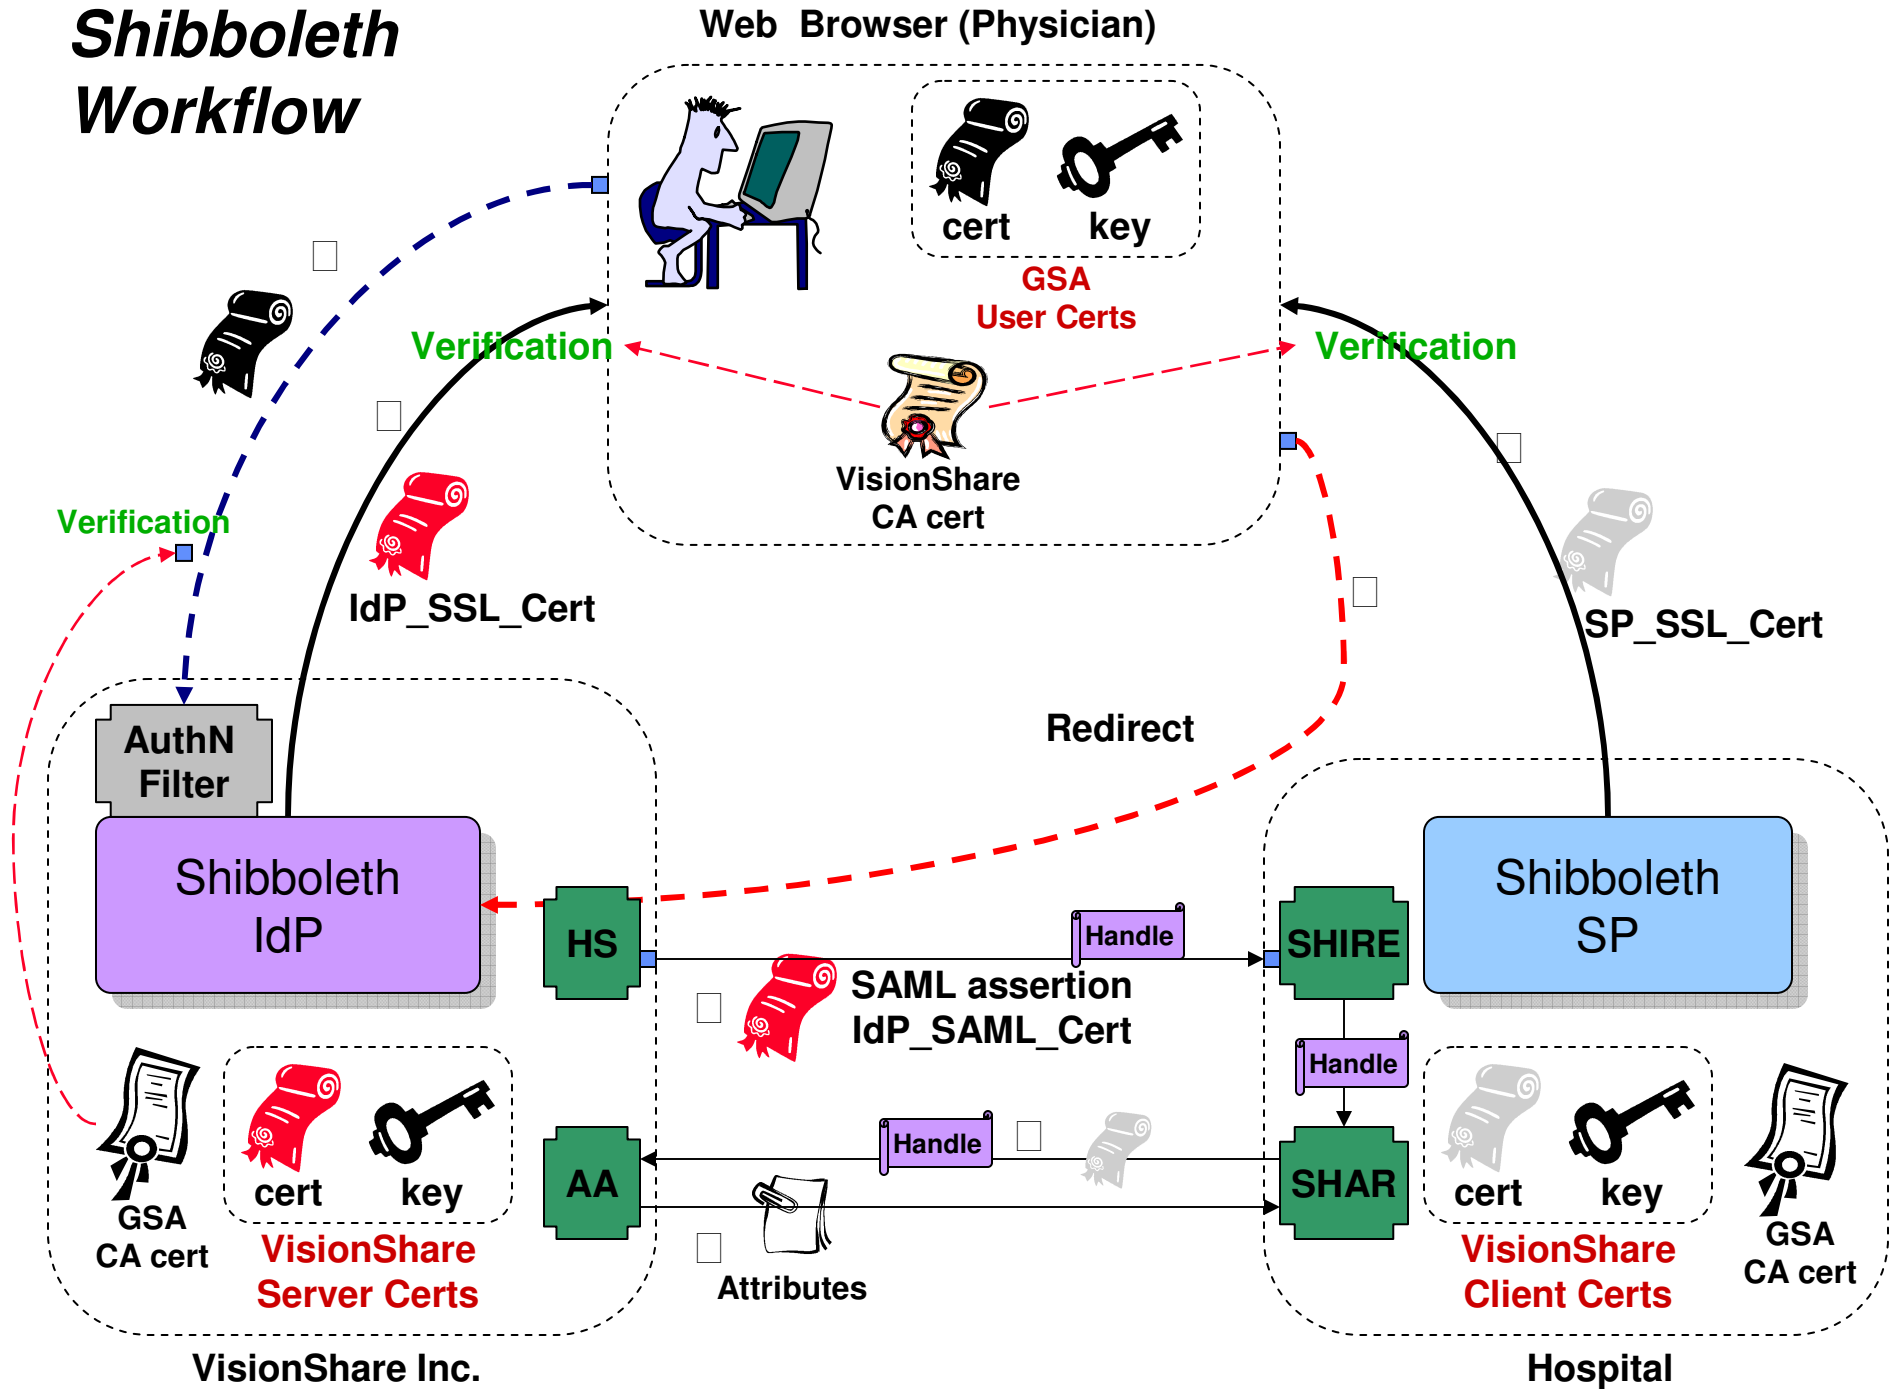 Shibboleth
Workflow
Web Browser (Physician)
cert
key
GSA
User Certs
Verification
Verification
VisionShare
CA cert
Verification
IdP_SSL_Cert
SP_SSL_Cert
Redirect
AuthN
Filter
Shibboleth
IdP
HS
Handle
SHIRE
Shibboleth
SP
SAML assertion
IdP_SAML_Cert
Handle
Handle
AA
SHAR
Attributes
cert
key
GSA
CA cert
VisionShare
Server Certs
cert
key
VisionShare
Client Certs
GSA
CA cert
VisionShare Inc.
Hospital